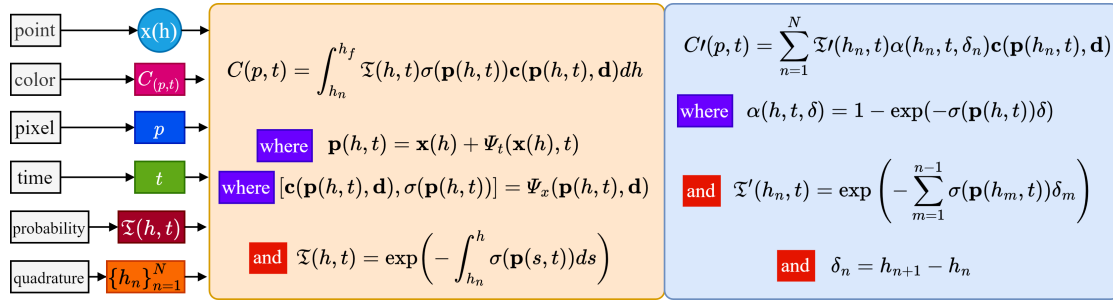 point x(h)
color C₍ₚ,ₜ₎
pixel p
time t
probability 𝔗(h, t)
quadrature {hₙ}ᴺₙ₌₁
C(p, t) = ∫_{hₙ}^{h_f} 𝔗(h, t)σ(𝐩(h, t))𝐜(𝐩(h, t), 𝐝)dh
where 𝐩(h, t) = 𝐱(h) + Ψₜ(𝐱(h), t)
where [𝐜(𝐩(h, t), 𝐝), σ(𝐩(h, t))] = Ψₓ(𝐩(h, t), 𝐝)
and 𝔗(h, t) = exp(−∫_{hₙ}^{h} σ(𝐩(s, t))ds)
C′(p, t) = ∑_{n=1}^{N} 𝔗′(hₙ, t)α(hₙ, t, δₙ)𝐜(𝐩(hₙ, t), 𝐝)
where α(h, t, δ) = 1 − exp(−σ(𝐩(h, t))δ)
and 𝔗′(hₙ, t) = exp(−∑_{m=1}^{n−1} σ(𝐩(hₘ, t))δₘ)
and δₙ = hₙ₊₁ − hₙ